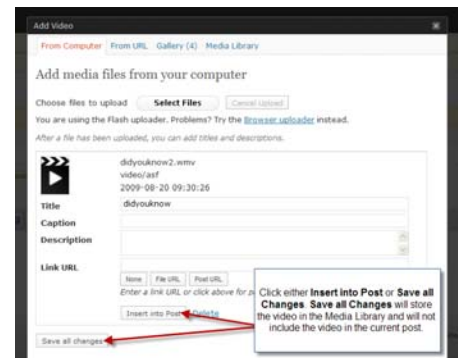 Add Video
From Computer From URL Gallery (4) Media Library
Add media files from your computer
Choose files to upload Select Files Cancel Upload
You are using the Flash uploader. Problems? Try the Browser uploader instead.
After a file has been uploaded, you can add titles and descriptions.
didyouknow2.wmv
video/asf
2009-08-20 09:30:26
Title didyouknow
Caption
Description
Link URL
None File URL Post URL
Enter a link URL or click above for
Insert into Post Delete
Save all changes
Click either Insert into Post or Save all
Changes. Save all Changes will store
the video in the Media Library and will not
include the video in the current post.